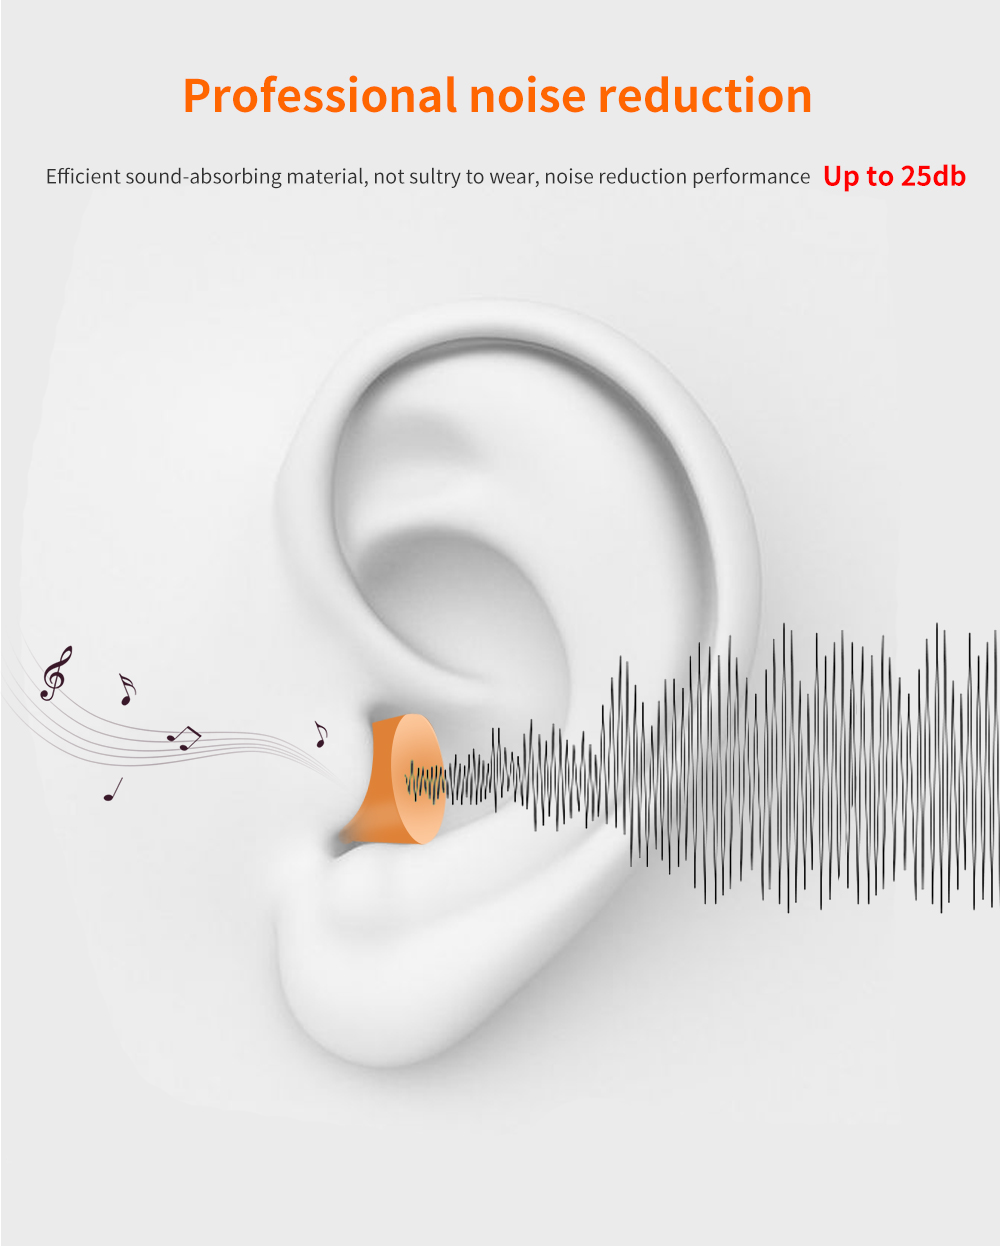 Professional noise reduction
Efficient sound-absorbing material, not sultry to wear, noise reduction performance Up to 25db